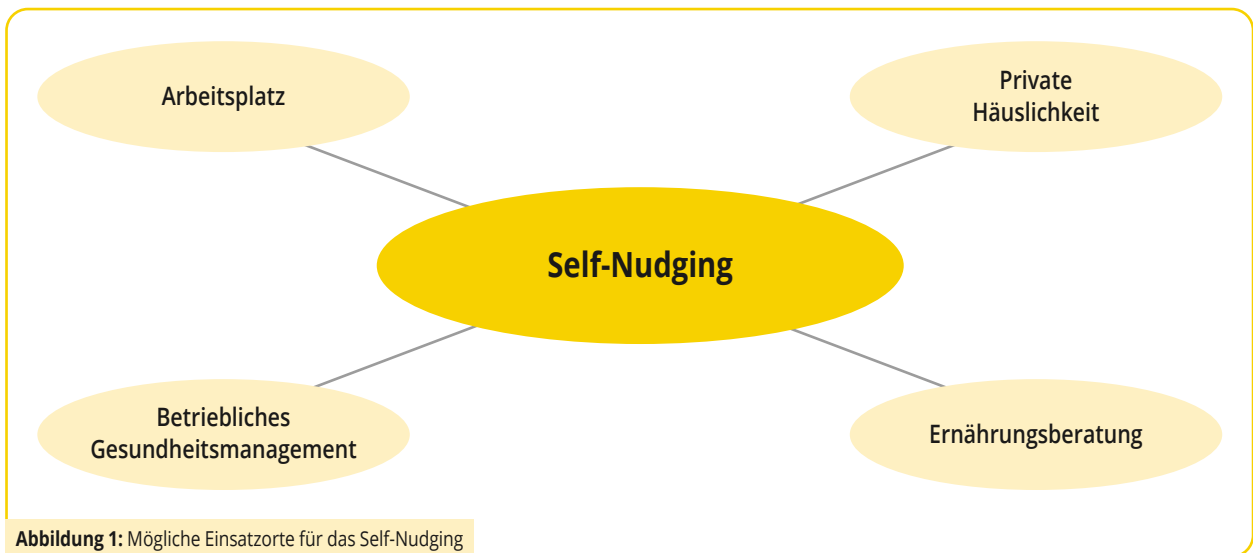 Arbeitsplatz
Private
Häuslichkeit
Self-Nudging
Betriebliches
Gesundheitsmanagement
Ernährungsberatung
Abbildung 1: Mögliche Einsatzorte für das Self-Nudging